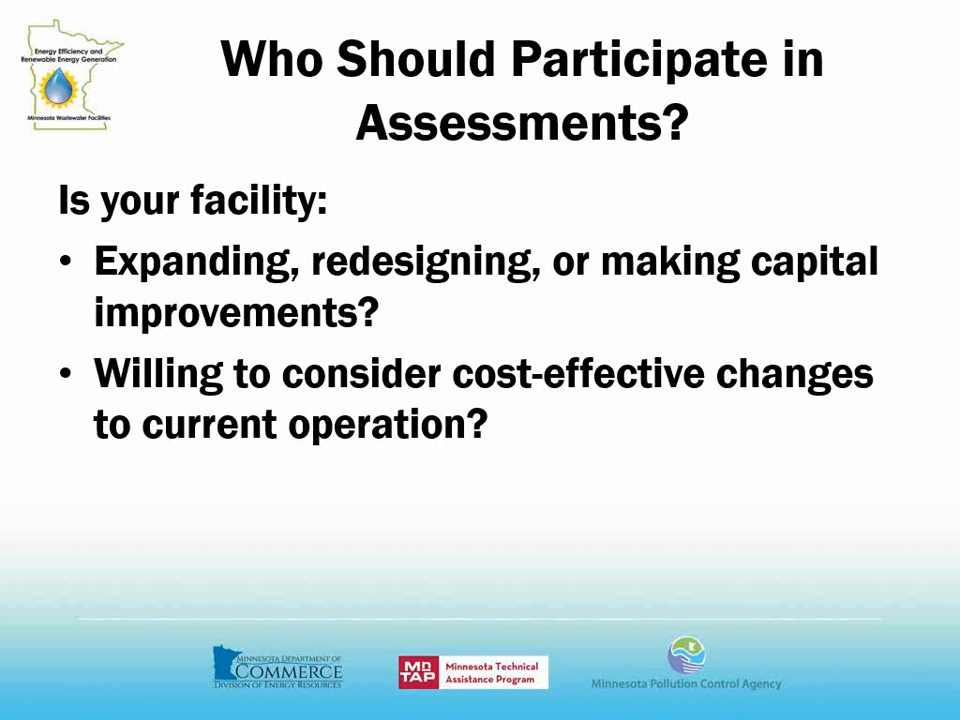 Energy Efficiency and
Renewable Energy Generation
Minnesota Wastewater Facilities
Who Should Participate in
Assessments?
Is your facility:
• Expanding, redesigning, or making capital
improvements?
• Willing to consider cost-effective changes
to current operation?
MINNESOTA DEPARTMENT OF
COMMERCE
DIVISION OF ENERGY RESOURCES
MN
TAP
Minnesota Technical
Assistance Program
Minnesota Pollution Control Agency